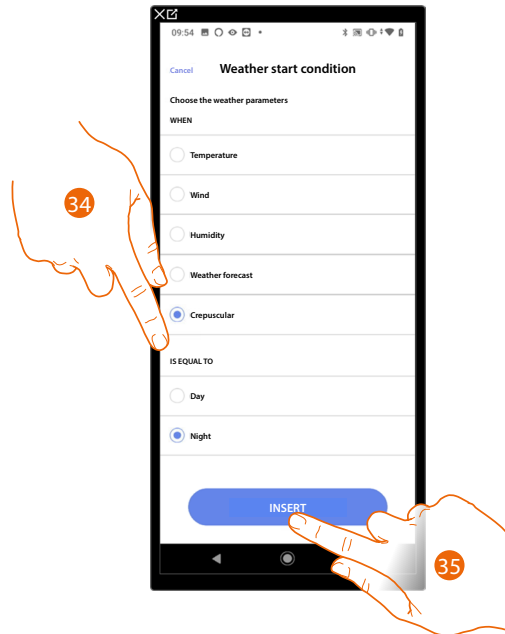 09:54
Cancel Weather start condition
Choose the weather parameters
WHEN
Temperature
Wind
34
Humidity
Weather forecast
Crepuscular
IS EQUAL TO
Day
Night
INSERT
35